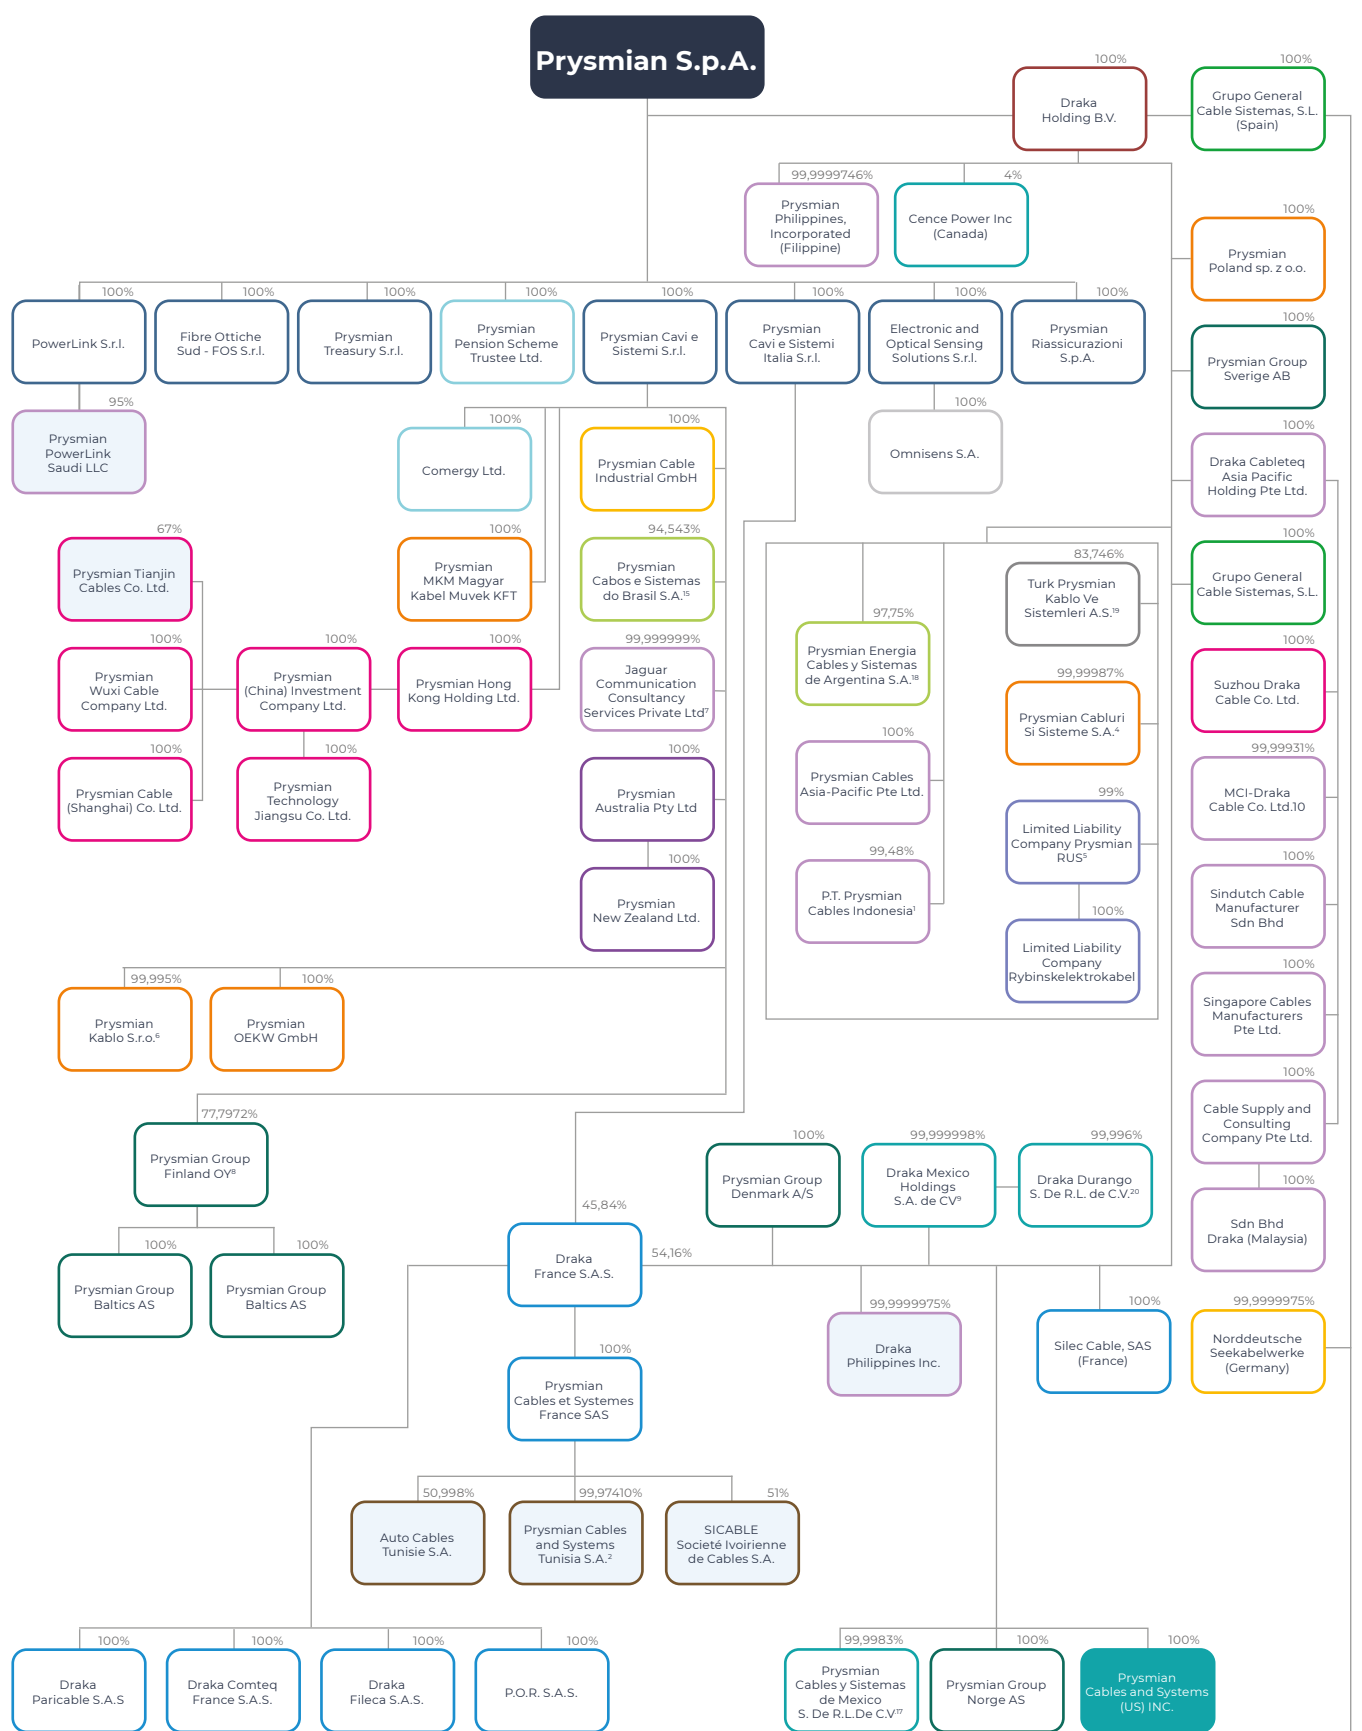 Prysmian S.p.A.
100%
Draka
Holding B.V.
100%
Grupo General
Cable Sistemas, S.L.
(Spain)
99,9999746%
Prysmian
Philippines,
Incorporated
(Filippine)
4%
Cence Power Inc
(Canada)
100%
Prysmian
Poland sp. z o.o.
100%
PowerLink S.r.l.
100%
Fibre Ottiche
Sud - FOS S.r.l.
100%
Prysmian
Treasury S.r.l.
100%
Prysmian
Pension Scheme
Trustee Ltd.
100%
Prysmian Cavi e
Sistemi S.r.l.
100%
Prysmian
Cavi e Sistemi
Italia S.r.l.
100%
Electronic and
Optical Sensing
Solutions S.r.l.
100%
Prysmian
Riassicurazioni
S.p.A.
100%
Prysmian Group
Sverige AB
95%
Prysmian
PowerLink
Saudi LLC
100%
Comergy Ltd.
100%
Prysmian Cable
Industrial GmbH
100%
Omnisens S.A.
100%
Draka Cableteq
Asia Pacific
Holding Pte Ltd.
67%
Prysmian Tianjin
Cables Co. Ltd.
100%
Prysmian
MKM Magyar
Kabel Muvek KFT
94,543%
Prysmian
Cabos e Sistemas
do Brasil S.A.¹⁵
83,746%
Turk Prysmian
Kablo Ve
Sistemleri A.S.¹⁹
100%
Grupo General
Cable Sistemas, S.L.
97,75%
Prysmian Energia
Cables y Sistemas
de Argentina S.A.¹⁸
100%
Prysmian
Wuxi Cable
Company Ltd.
100%
Prysmian
(China) Investment
Company Ltd.
100%
Prysmian Hong
Kong Holding Ltd.
99,999999%
Jaguar
Communication
Consultancy
Services Private Ltd⁷
99,99987%
Prysmian Cabluri
Si Sisteme S.A.⁴
100%
Suzhou Draka
Cable Co. Ltd.
100%
Prysmian Cable
(Shanghai) Co. Ltd.
100%
Prysmian
Technology
Jiangsu Co. Ltd.
100%
Prysmian
Australia Pty Ltd
100%
Prysmian Cables
Asia-Pacific Pte Ltd.
99%
Limited Liability
Company Prysmian
RUS⁵
99,99931%
MCI-Draka
Cable Co. Ltd.10
100%
Prysmian
New Zealand Ltd.
99,48%
P.T. Prysmian
Cables Indonesia¹
100%
Limited Liability
Company
Rybinskelektrokabel
100%
Sindutch Cable
Manufacturer
Sdn Bhd
99,995%
Prysmian
Kablo S.r.o.⁶
100%
Prysmian
OEKW GmbH
100%
Singapore Cables
Manufacturers
Pte Ltd.
77,7972%
Prysmian Group
Finland OY⁸
100%
Prysmian Group
Denmark A/S
99,999998%
Draka Mexico
Holdings
S.A. de CV⁹
99,996%
Draka Durango
S. De R.L. de C.V.²⁰
100%
Cable Supply and
Consulting
Company Pte Ltd.
100%
Sdn Bhd
Draka (Malaysia)
100%
Prysmian Group
Baltics AS
100%
Prysmian Group
Baltics AS
45,84%
Draka
France S.A.S.
54,16%
99,9999975%
Draka
Philippines Inc.
100%
Silec Cable, SAS
(France)
99,9999975%
Norddeutsche
Seekabelwerke
(Germany)
100%
Prysmian
Cables et Systemes
France SAS
50,998%
Auto Cables
Tunisie S.A.
99,97410%
Prysmian Cables
and Systems
Tunisia S.A.²
51%
SICABLE
Societé Ivoirienne
de Cables S.A.
100%
Draka
Paricable S.A.S
100%
Draka Comteq
France S.A.S.
100%
Draka
Fileca S.A.S.
100%
P.O.R. S.A.S.
99,9983%
Prysmian
Cables y Sistemas
de Mexico
S. De R.L.De C.V¹⁷
100%
Prysmian Group
Norge AS
100%
Prysmian
Cables and Systems
(US) INC.